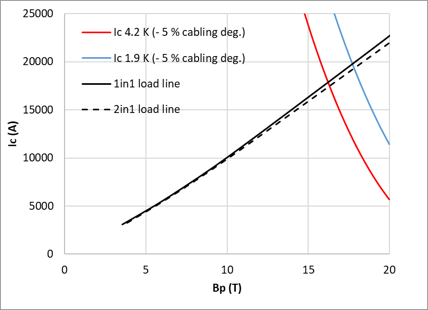 25000
20000
15000
10000
5000
0
Ic (A)
Ic 4.2 K (- 5 % cabling deg.)
Ic 1.9 K (- 5 % cabling deg.)
1in1 load line
2in1 load line
0 5 10 15 20
Bp (T)